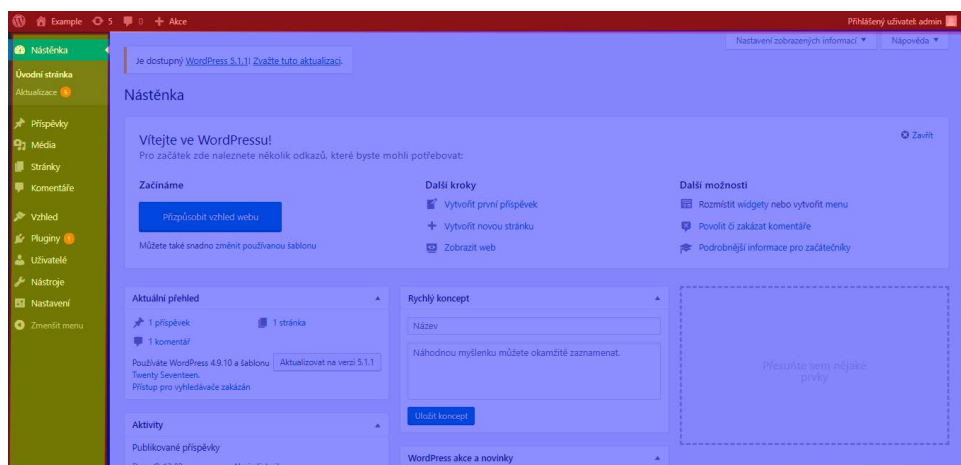 Example 5 0 + Akce Přihlášený uživatel: admin
Nastavení zobrazených informací ▼ Nápověda ▼
Nástěnka
Úvodní stránka
Aktualizace
Příspěvky
Média
Stránky
Komentáře
Vzhled
Pluginy 1
Uživatelé
Nástroje
Nastavení
Zmenšit menu
Je dostupný WordPress 5.1.1! Zvažte tuto aktualizaci.
Nástěnka
Vítejte ve WordPressu!
Zavřít
Pro začátek zde naleznete několik odkazů, které byste mohli potřebovat:
Začínáme
Přizpůsobit vzhled webu
Můžete také snadno změnit používanou šablonu
Další kroky
Vytvořit první příspěvek
Vytvořit novou stránku
Zobrazit web
Další možnosti
Rozmístit widgety nebo vytvořit menu
Povolit či zakázat komentáře
Podrobnější informace pro začátečníky
Aktuální přehled
1 příspěvek 1 stránka
1 komentář
Používáte WordPress 4.9.10 a šablonu Aktualizovat na verzi 5.1.1
Twenty Seventeen.
Přístup pro vyhledávače zakázán
Aktivity
Publikované příspěvky
Rychlý koncept
Název
Náhodnou myšlenku můžete okamžitě zaznamenat.
Uložit koncept
WordPress akce a novinky
Přesuňte sem nějaké
prvky